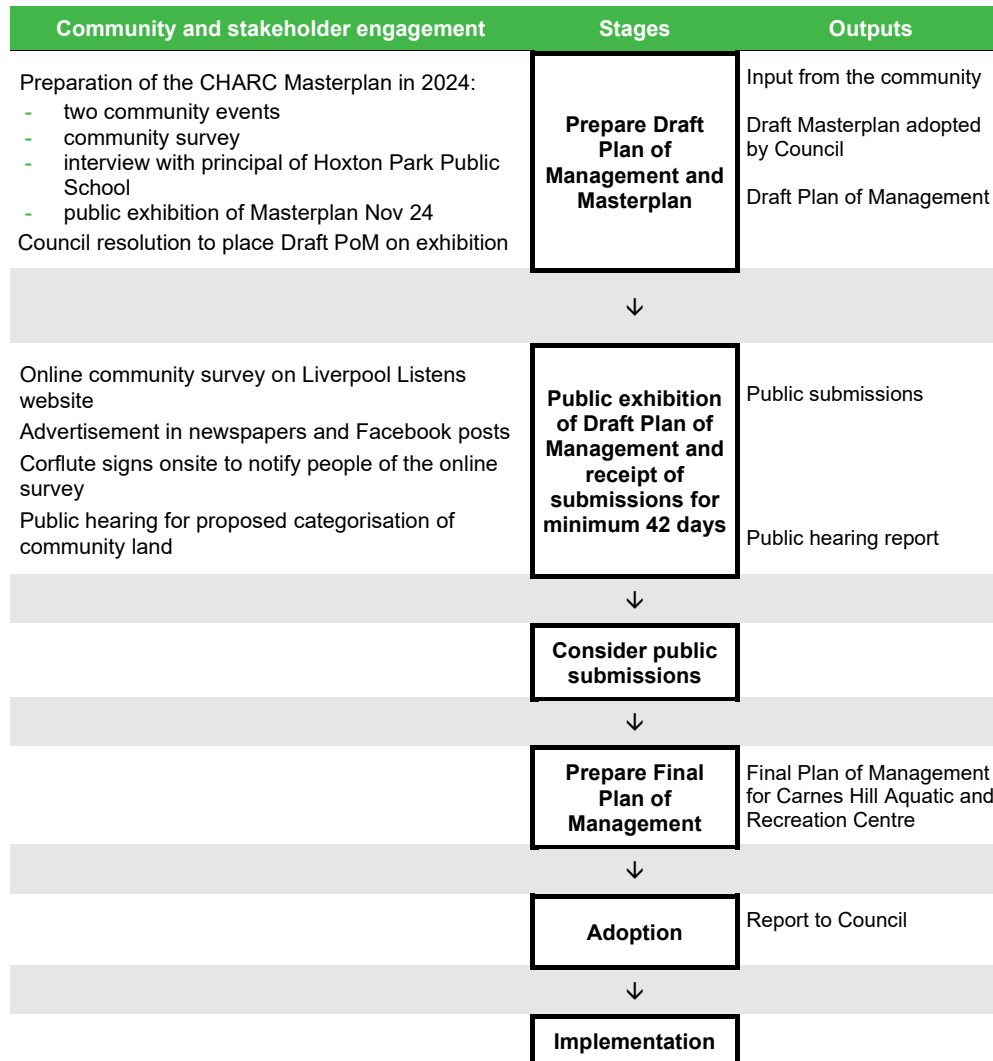 Community and stakeholder engagement
Stages
Outputs
Preparation of the CHARC Masterplan in 2024:
- two community events
- community survey
- interview with principal of Hoxton Park Public
School
- public exhibition of Masterplan Nov 24
Council resolution to place Draft PoM on exhibition
Prepare Draft
Plan of
Management and
Masterplan
Input from the community
Draft Masterplan adopted
by Council
Draft Plan of Management
↓
Online community survey on Liverpool Listens
website
Advertisement in newspapers and Facebook posts
Corflute signs onsite to notify people of the online
survey
Public hearing for proposed categorisation of
community land
Public exhibition
of Draft Plan of
Management and
receipt of
submissions for
minimum 42 days
Public submissions
Public hearing report
↓
Consider public
submissions
↓
Prepare Final
Plan of
Management
Final Plan of Management
for Carnes Hill Aquatic and
Recreation Centre
↓
Adoption
Report to Council
↓
Implementation